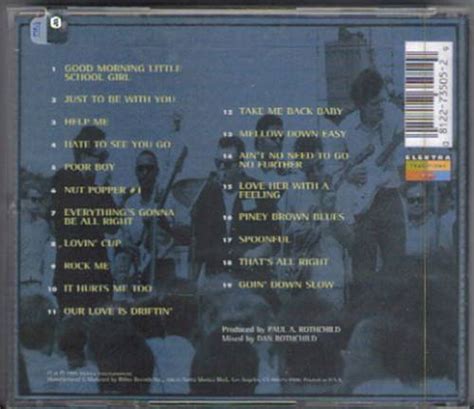 1 GOOD MORNING LITTLE
SCHOOL GIRL
2 JUST TO BE WITH YOU
3 HELP ME
4 HATE TO SEE YOU GO
5 POOR BOY
6 NUT POPPER #1
7 EVERYTHING'S GONNA
BE ALL RIGHT
8 LOVIN' CUP
9 ROCK ME
10 IT HURTS ME TOO
11 OUR LOVE IS DRIFTIN'
12 TAKE ME BACK BABY
13 MELLOW DOWN EASY
14 AIN'T NO NEED TO GO
NO FURTHER
15 LOVE HER WITH A
FEELING
16 PINEY BROWN BLUES
17 SPOONFUL
18 THAT'S ALL RIGHT
19 GOIN' DOWN SLOW
Produced by PAUL A. ROTHCHILD
Mixed by DAN ROTHCHILD
0 8122-73505-2 9
ELEKTRA